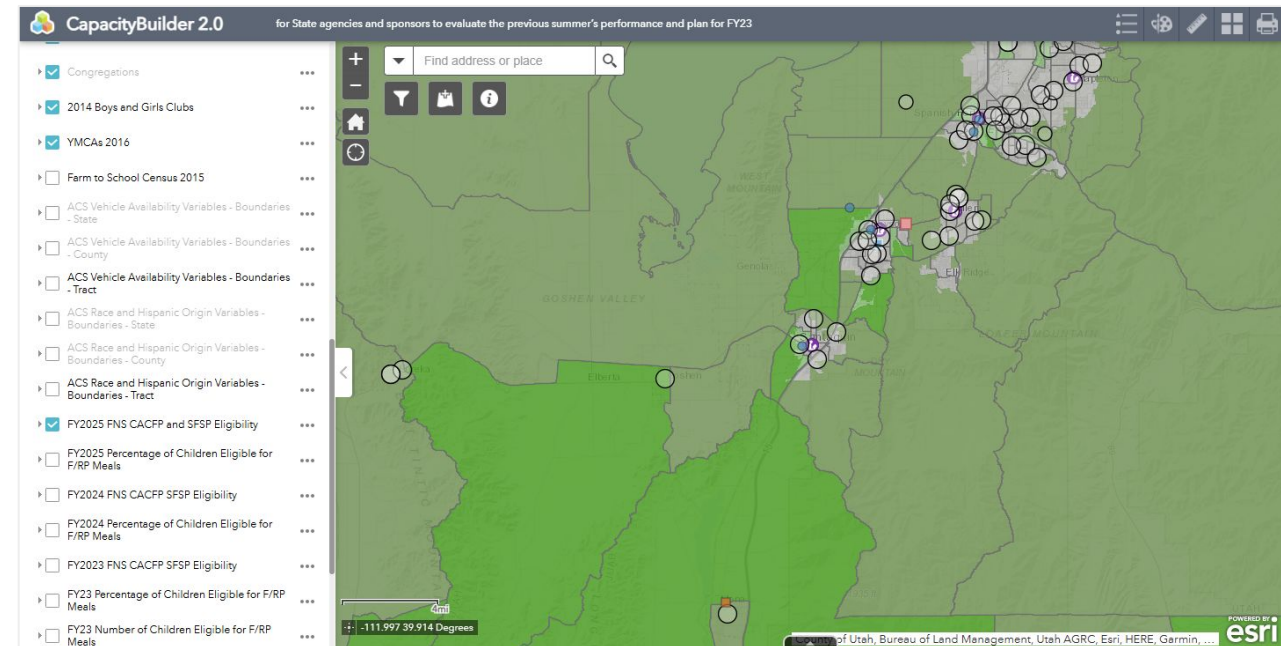 CapacityBuilder 2.0
for State agencies and sponsors to evaluate the previous summer's performance and plan for FY23
Congregations
2014 Boys and Girls Clubs
YMCAs 2016
Farm to School Census 2015
ACS Vehicle Availability Variables - Boundaries
- State
ACS Vehicle Availability Variables - Boundaries
- County
ACS Vehicle Availability Variables - Boundaries
- Tract
ACS Race and Hispanic Origin Variables -
Boundaries - State
ACS Race and Hispanic Origin Variables -
Boundaries - County
ACS Race and Hispanic Origin Variables -
Boundaries - Tract
FY2025 FNS CACFP and SFSP Eligibility
FY2025 Percentage of Children Eligible for
F/RP Meals
FY2024 FNS CACFP SFSP Eligibility
FY2024 Percentage of Children Eligible for
F/RP Meals
FY2023 FNS CACFP SFSP Eligibility
FY23 Percentage of Children Eligible for F/RP
Meals
FY23 Number of Children Eligible for F/RP
Meals
Find address or place
WEST
MOUNTAIN
Genola
Elk Ridge
GOSHEN VALLEY
Elberta
MOUNTAIN
4mi
-111.997 39.914 Degrees
County of Utah, Bureau of Land Management, Utah AGRC, Esri, HERE, Garmin, ...
POWERED BY
esri